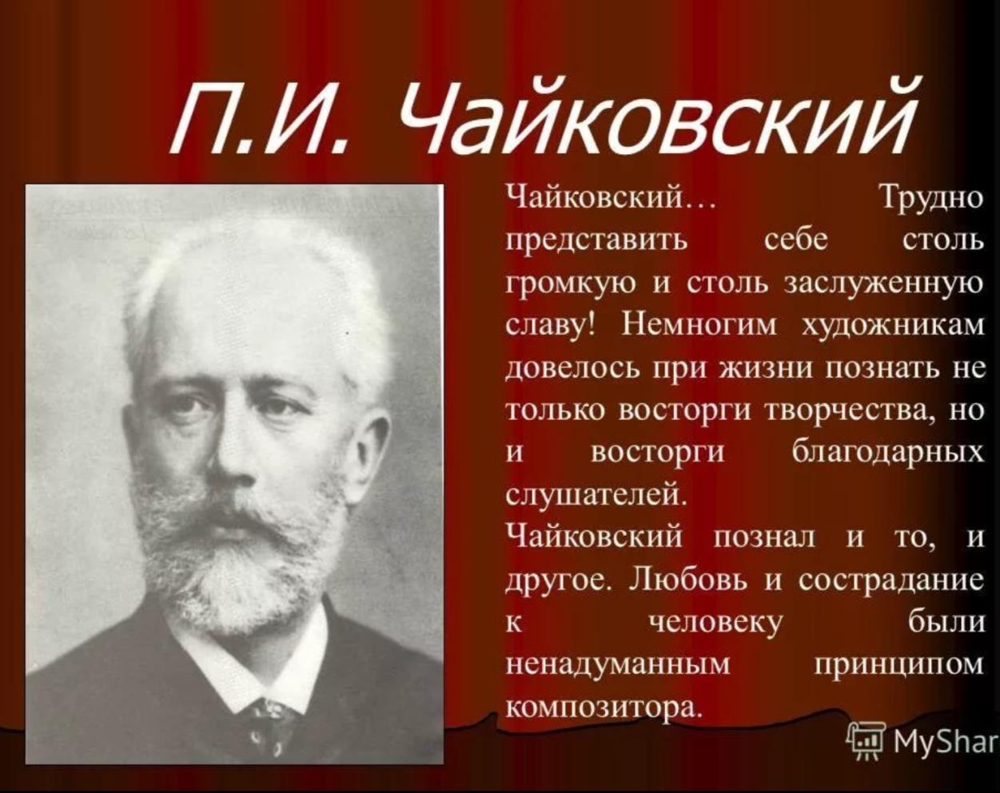 П.И. Чайковский
Чайковский… Трудно
представить себе столь
громкую и столь заслуженную
славу! Немногим художникам
довелось при жизни познать не
только восторги творчества, но
и восторги благодарных
слушателей.
Чайковский познал и то, и
другое. Любовь и сострадание
к человеку были
ненадуманным принципом
композитора.
MyShar